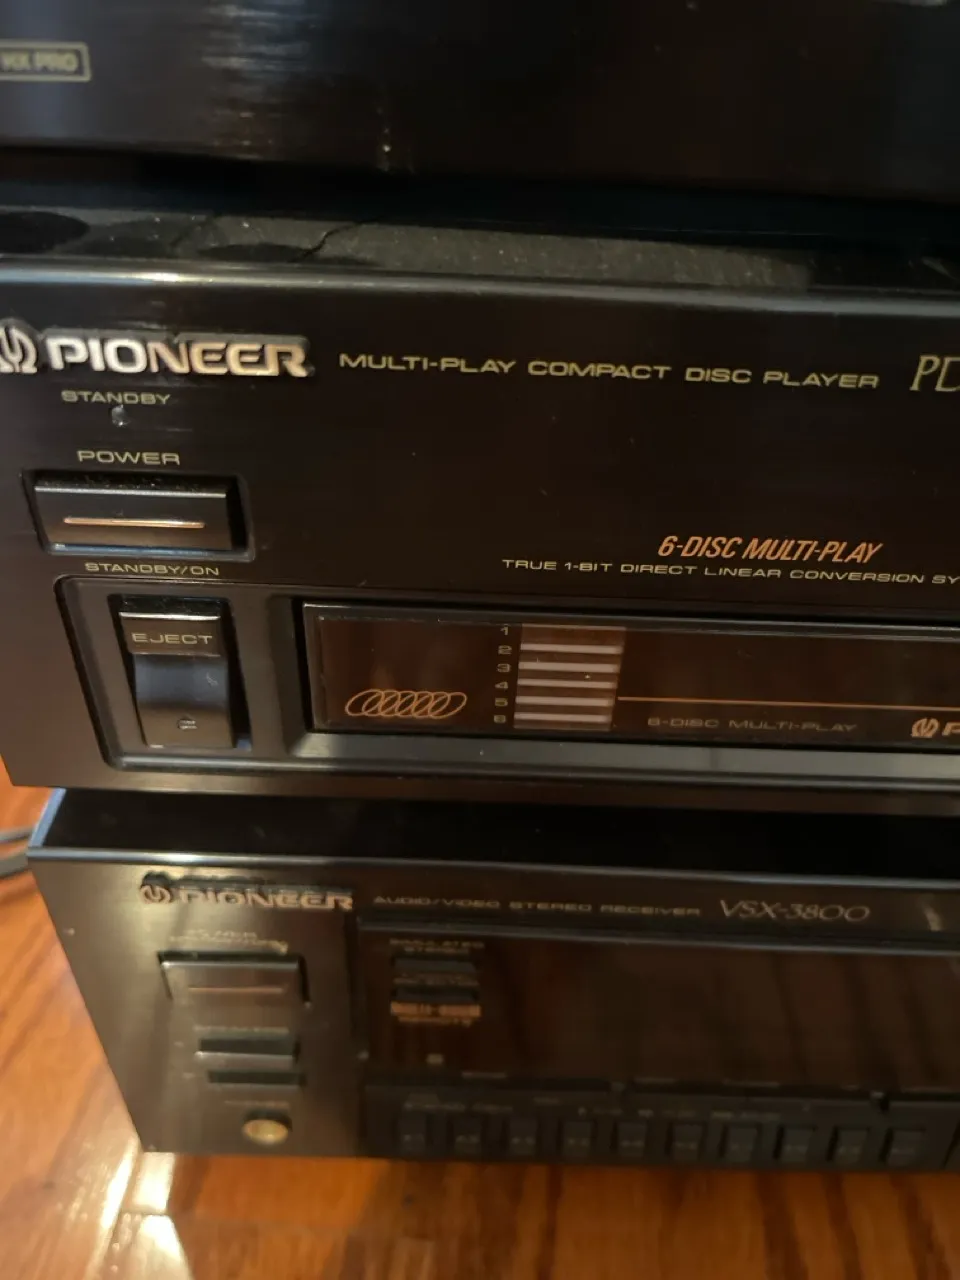 HX PRO
PIONEER MULTI-PLAY COMPACT DISC PLAYER PD
STANDBY
POWER
STANDBY/ON
6-DISC MULTI-PLAY
TRUE 1-BIT DIRECT LINEAR CONVERSION SY
EJECT
1
2
3
4
5
6
6-DISC MULTI-PLAY P
PIONEER AUDIO/VIDEO STEREO RECEIVER VSX-3800